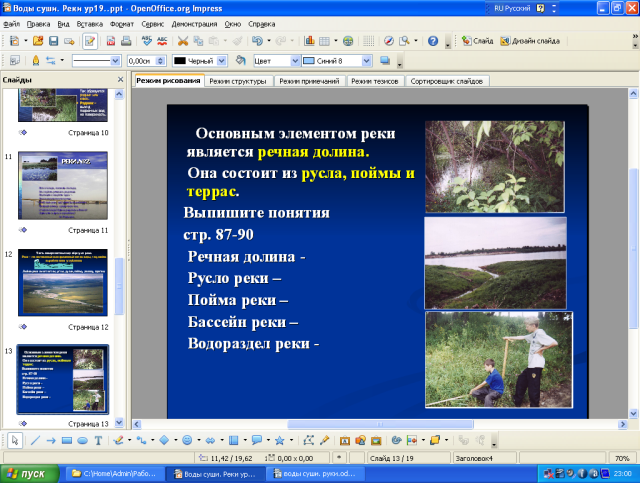 Воды суши. Реки ур19..ppt - OpenOffice.org Impress
RU Русский
Файл Правка Вид Вставка Формат Сервис Демонстрация Окно Справка
Слайд Дизайн слайда
0,00см Черный Цвет Синий 8
Слайды
Режим рисования Режим структуры Режим примечаний Режим тезисов Сортировщик слайдов
Страница 10
11
Страница 11
12
Страница 12
13
Страница 13
Основным элементом реки
является речная долина.
Она состоит из русла, поймы и
террас.
Выпишите понятия
стр. 87-90
Речная долина -
Русло реки –
Пойма реки –
Бассейн реки –
Водораздел реки -
11,42 / 19,62 0,00 x 0,00 * Слайд 13 / 19 Заголовок4 70%
пуск C:\Home\Admin\Рабо... Воды суши. Реки ур... воды суши. руки.od... 23:00